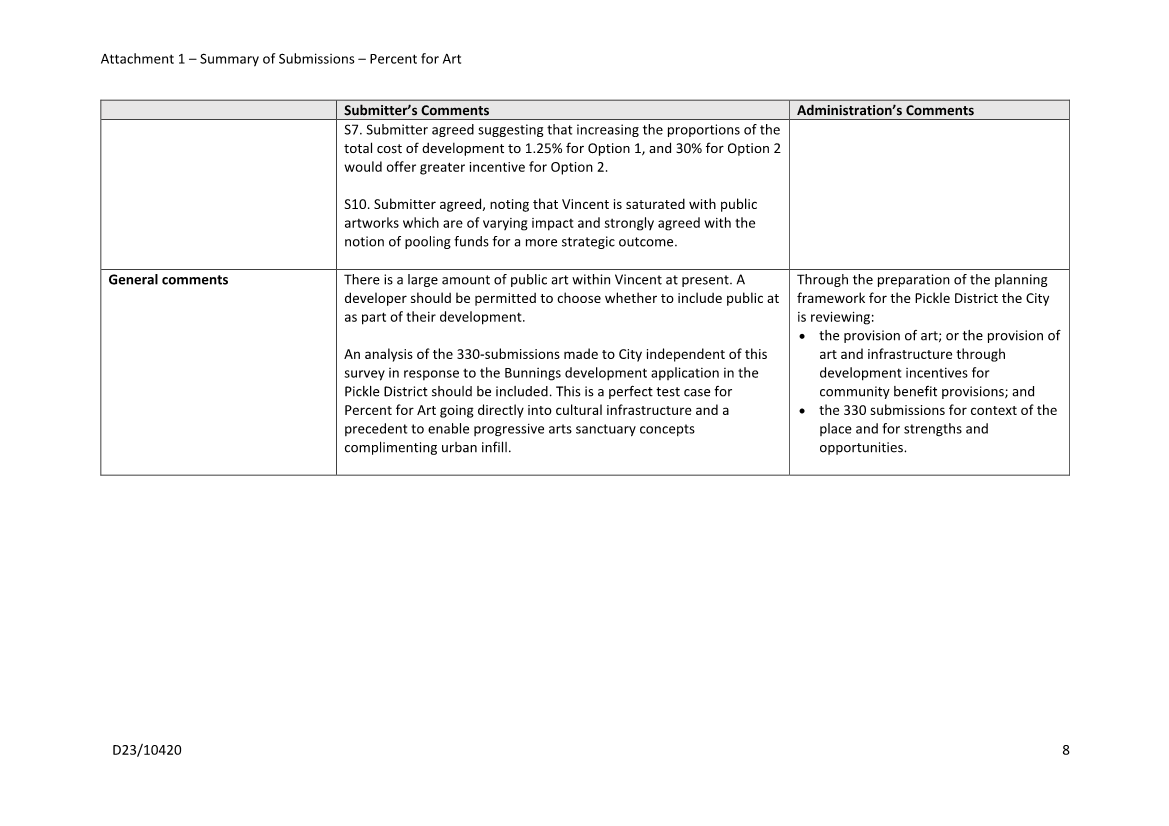 Attachment 1 – Summary of Submissions – Percent for Art
Submitter’s Comments
Administration’s Comments
S7. Submitter agreed suggesting that increasing the proportions of the
total cost of development to 1.25% for Option 1, and 30% for Option 2
would offer greater incentive for Option 2.
S10. Submitter agreed, noting that Vincent is saturated with public
artworks which are of varying impact and strongly agreed with the
notion of pooling funds for a more strategic outcome.
General comments
There is a large amount of public art within Vincent at present. A
developer should be permitted to choose whether to include public at
as part of their development.
An analysis of the 330-submissions made to City independent of this
survey in response to the Bunnings development application in the
Pickle District should be included. This is a perfect test case for
Percent for Art going directly into cultural infrastructure and a
precedent to enable progressive arts sanctuary concepts
complimenting urban infill.
Through the preparation of the planning
framework for the Pickle District the City
is reviewing:
• the provision of art; or the provision of
art and infrastructure through
development incentives for
community benefit provisions; and
• the 330 submissions for context of the
place and for strengths and
opportunities.
D23/10420
8